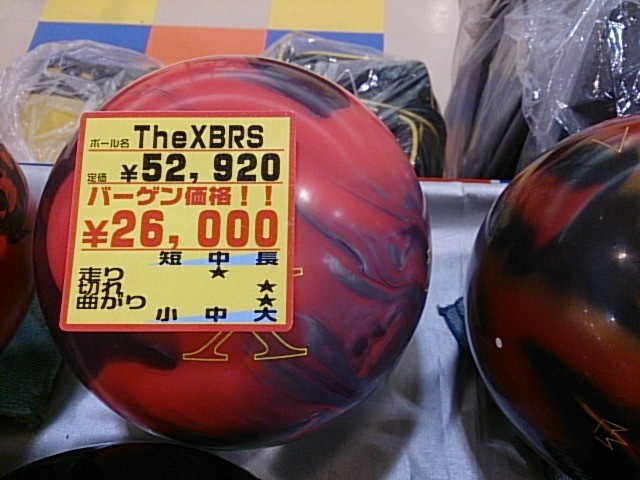 ボール名 TheXBRS
定価 ¥52,920
バーゲン価格!!
¥26,000
短 中 長
走り ★
切れ ★
曲がり ★
小 中 大
X